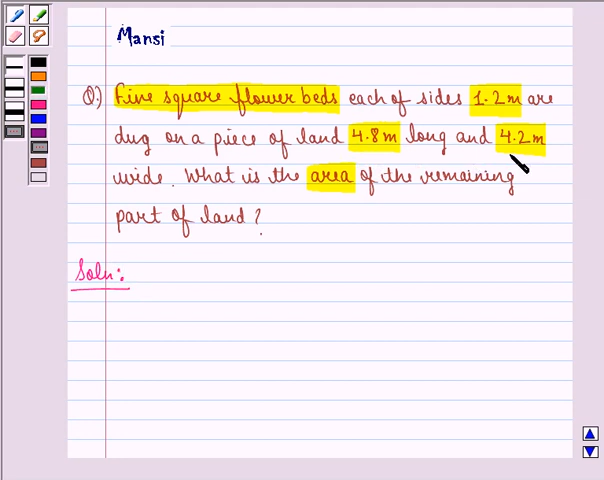 Mansi
Q.) Five square flower beds each of sides 1.2m are
dug on a piece of land 4.8m long and 4.2m
wide. What is the area of the remaining
part of land?
Soln: